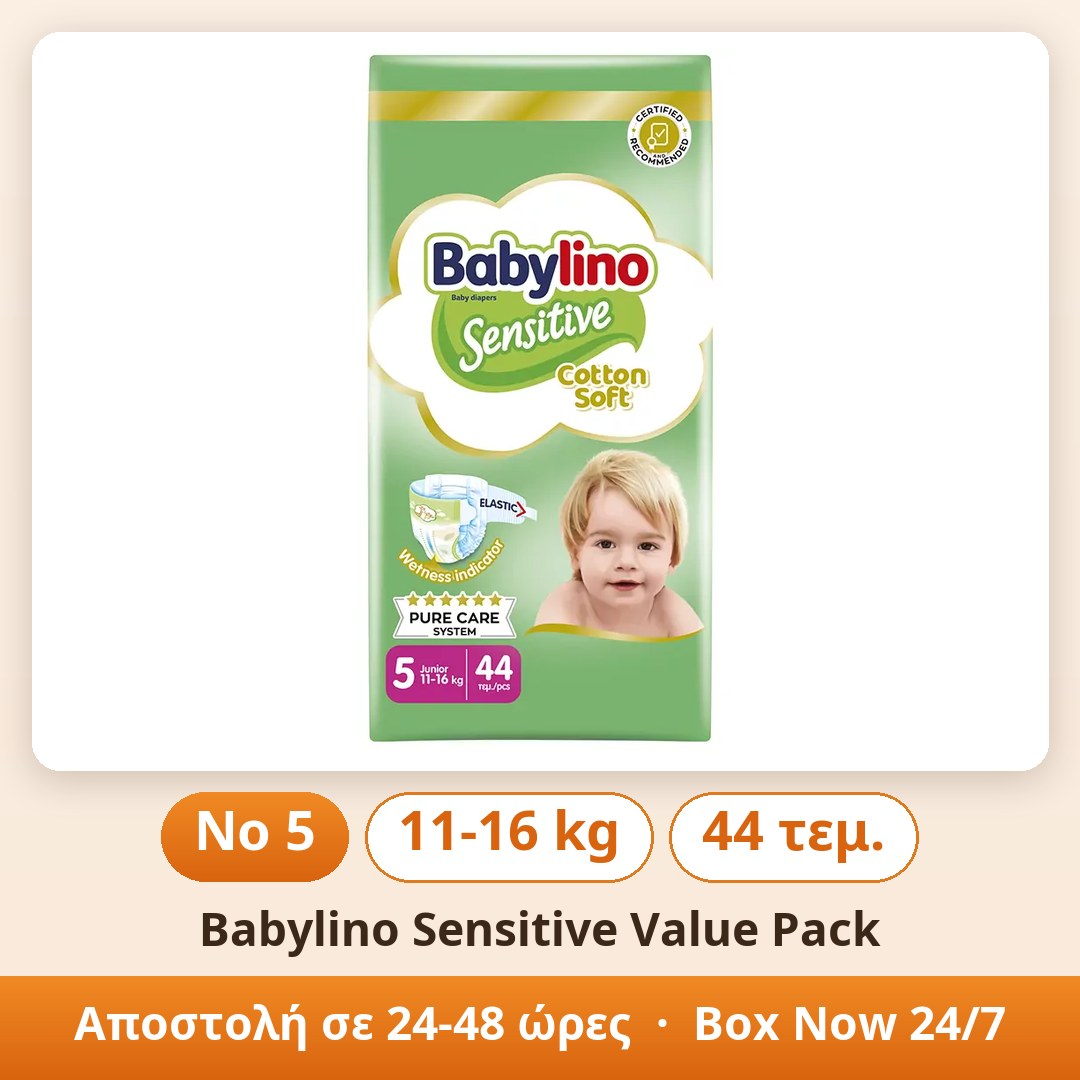 CERTIFIED
AND
RECOMMENDED
Babylino
Baby diapers
Sensitive
Cotton
Soft
ELASTIC
Wetness indicator
PURE CARE
SYSTEM
5 Junior 11-16 kg 44 τεμ./pcs
No 5 11-16 kg 44 τεμ.
Babylino Sensitive Value Pack
Αποστολή σε 24-48 ώρες · Box Now 24/7